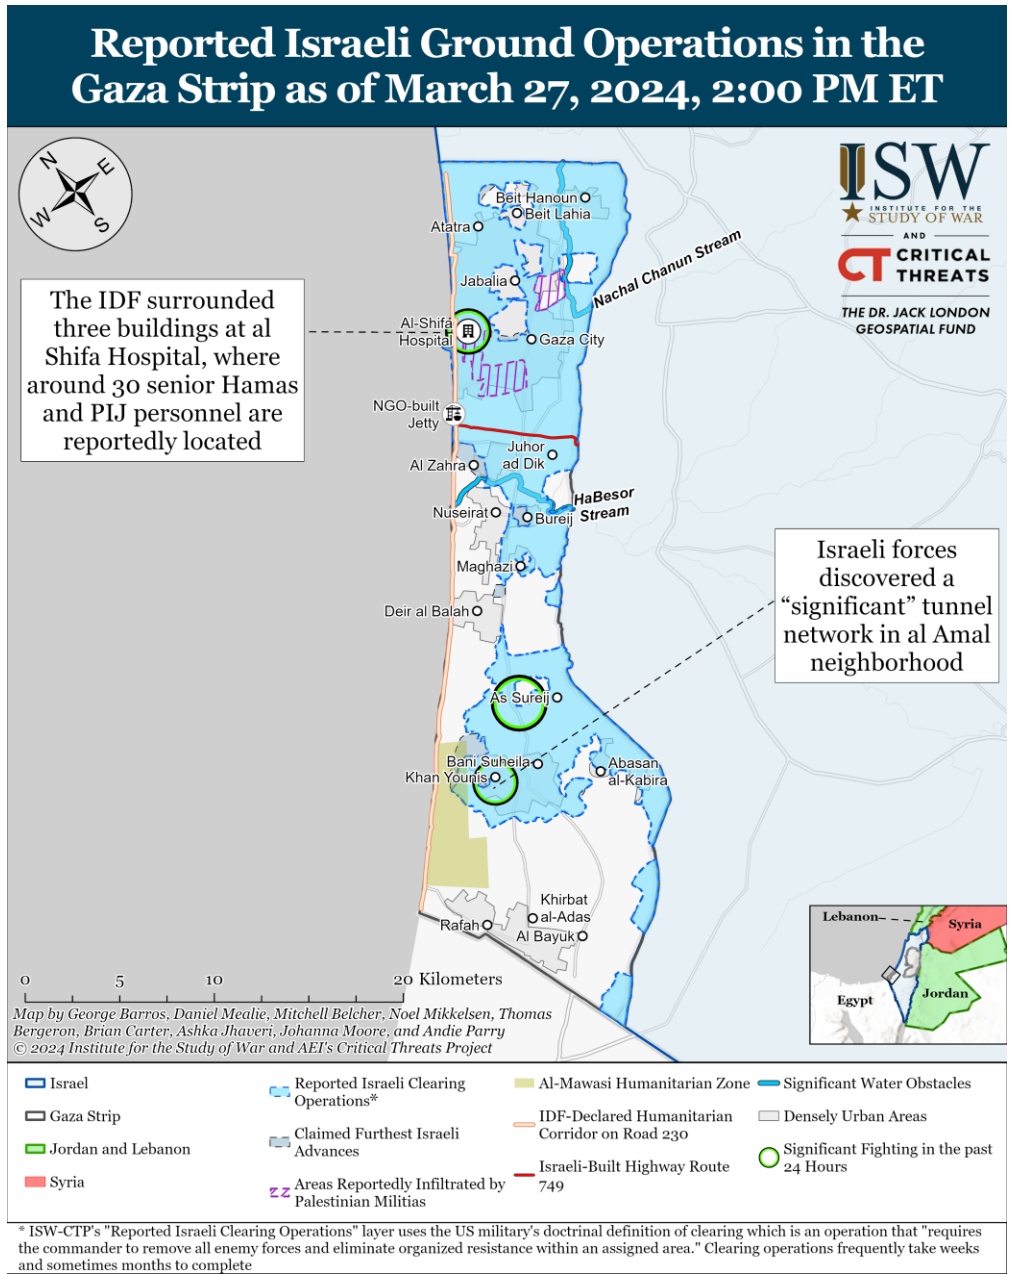 Reported Israeli Ground Operations in the
Gaza Strip as of March 27, 2024, 2:00 PM ET
N
E
W
S
ISW
INSTITUTE FOR THE
STUDY OF WAR
AND
CT CRITICAL
THREATS
THE DR. JACK LONDON
GEOSPATIAL FUND
The IDF surrounded
three buildings at al
Shifa Hospital, where
around 30 senior Hamas
and PIJ personnel are
reportedly located
Beit Hanoun
Beit Lahia
Atatra
Nachal Chanun Stream
Jabalia
Al-Shifa
Hospital
Gaza City
NGO-built
Jetty
Juhor
ad Dik
Al Zahra
HaBesor
Stream
Nuseirat
Bureij
Maghazi
Deir al Balah
Israeli forces
discovered a
“significant” tunnel
network in al Amal
neighborhood
As Sureij
Bani Suheila
Khan Younis
Abasan
al-Kabira
Khirbat
al-Adas
Rafah
Al Bayuk
Lebanon
Syria
Egypt
Jordan
0 5 10 20 Kilometers
Map by George Barros, Daniel Mealie, Mitchell Belcher, Noel Mikkelsen, Thomas
Bergeron, Brian Carter, Ashka Jhaveri, Johanna Moore, and Andie Parry
© 2024 Institute for the Study of War and AEI's Critical Threats Project
Israel
Gaza Strip
Jordan and Lebanon
Syria
Reported Israeli Clearing
Operations*
Claimed Furthest Israeli
Advances
Areas Reportedly Infiltrated by
Palestinian Militias
Al-Mawasi Humanitarian Zone
IDF-Declared Humanitarian
Corridor on Road 230
Israeli-Built Highway Route
749
Significant Water Obstacles
Densely Urban Areas
Significant Fighting in the past
24 Hours
* ISW-CTP's "Reported Israeli Clearing Operations" layer uses the US military's doctrinal definition of clearing which is an operation that "requires
the commander to remove all enemy forces and eliminate organized resistance within an assigned area." Clearing operations frequently take weeks
and sometimes months to complete